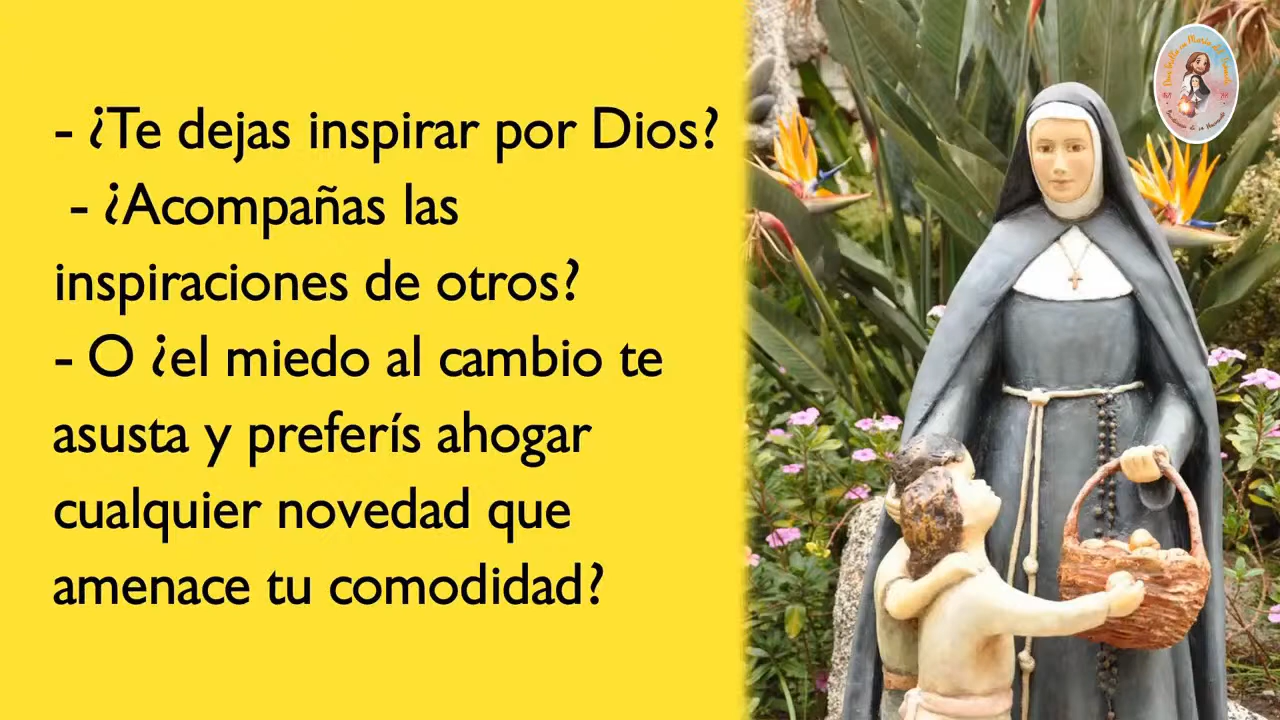 - ¿Te dejas inspirar por Dios?
- ¿Acompañas las
inspiraciones de otros?
- O ¿el miedo al cambio te
asusta y preferís ahogar
cualquier novedad que
amenace tu comodidad?